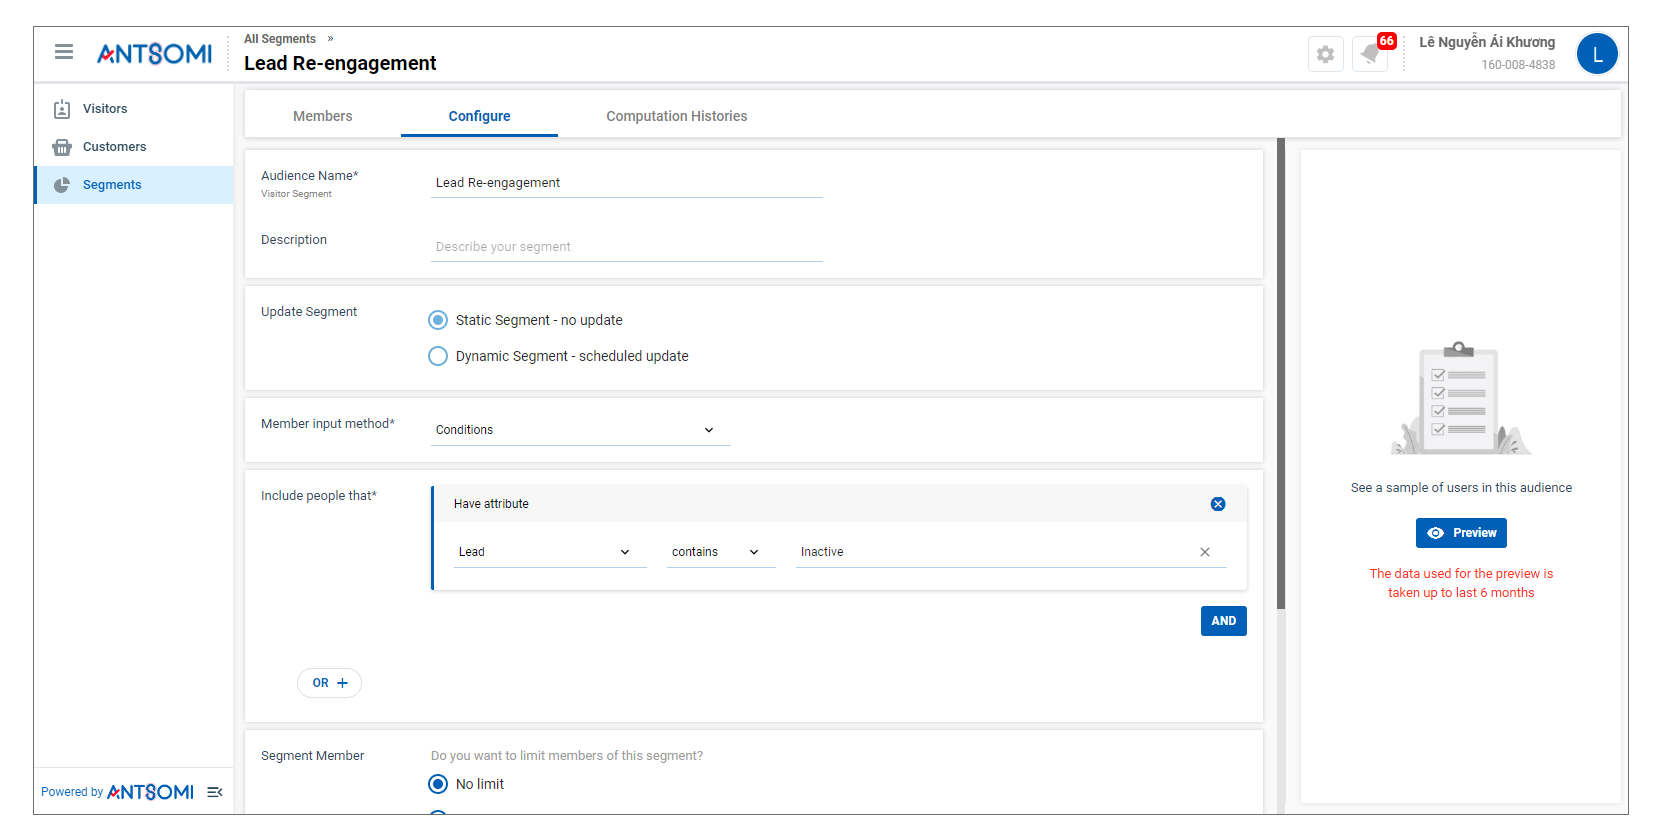 ANTSOMI
All Segments »
Lead Re-engagement
66
Lê Nguyễn Ái Khương
160-008-4838
L
Visitors
Customers
Segments
Members
Configure
Computation Histories
Audience Name*
Visitor Segment
Lead Re-engagement
Description
Describe your segment
Update Segment
Static Segment - no update
Dynamic Segment - scheduled update
Member input method*
Conditions
Include people that*
Have attribute
Lead
contains
Inactive
AND
OR +
Segment Member
Do you want to limit members of this segment?
No limit
See a sample of users in this audience
Preview
The data used for the preview is
taken up to last 6 months
Powered by ANTSOMI